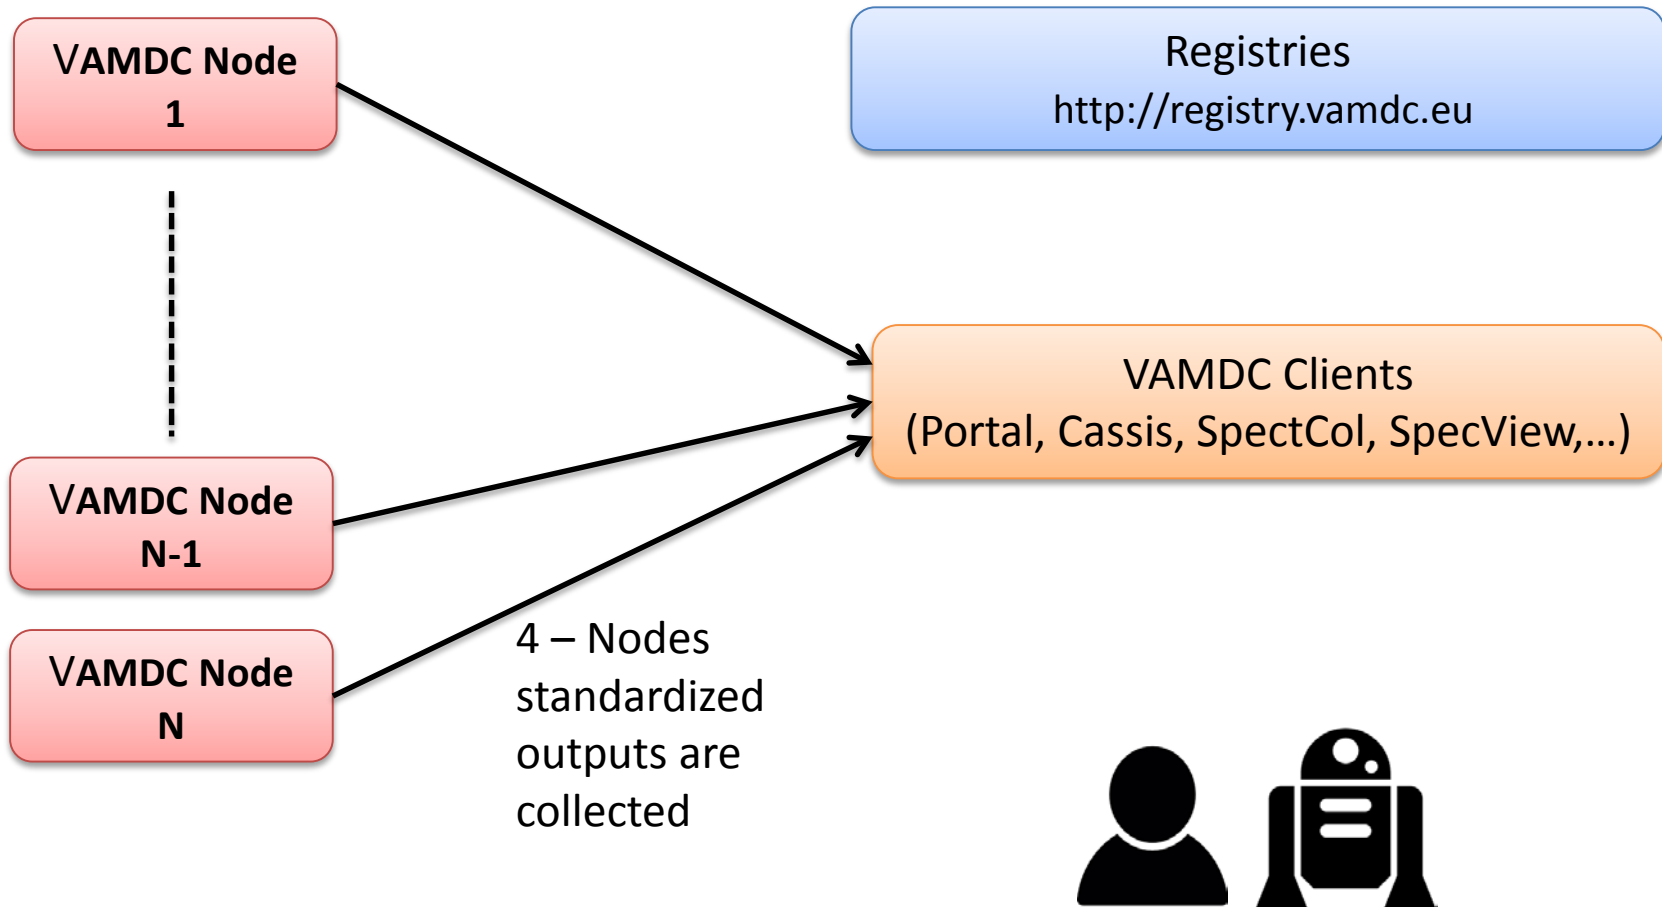 VAMDC Node
1
Registries
http://registry.vamdc.eu
VAMDC Clients
(Portal, Cassis, SpectCol, SpecView,...)
VAMDC Node
N-1
VAMDC Node
N
4 – Nodes
standardized
outputs are
collected